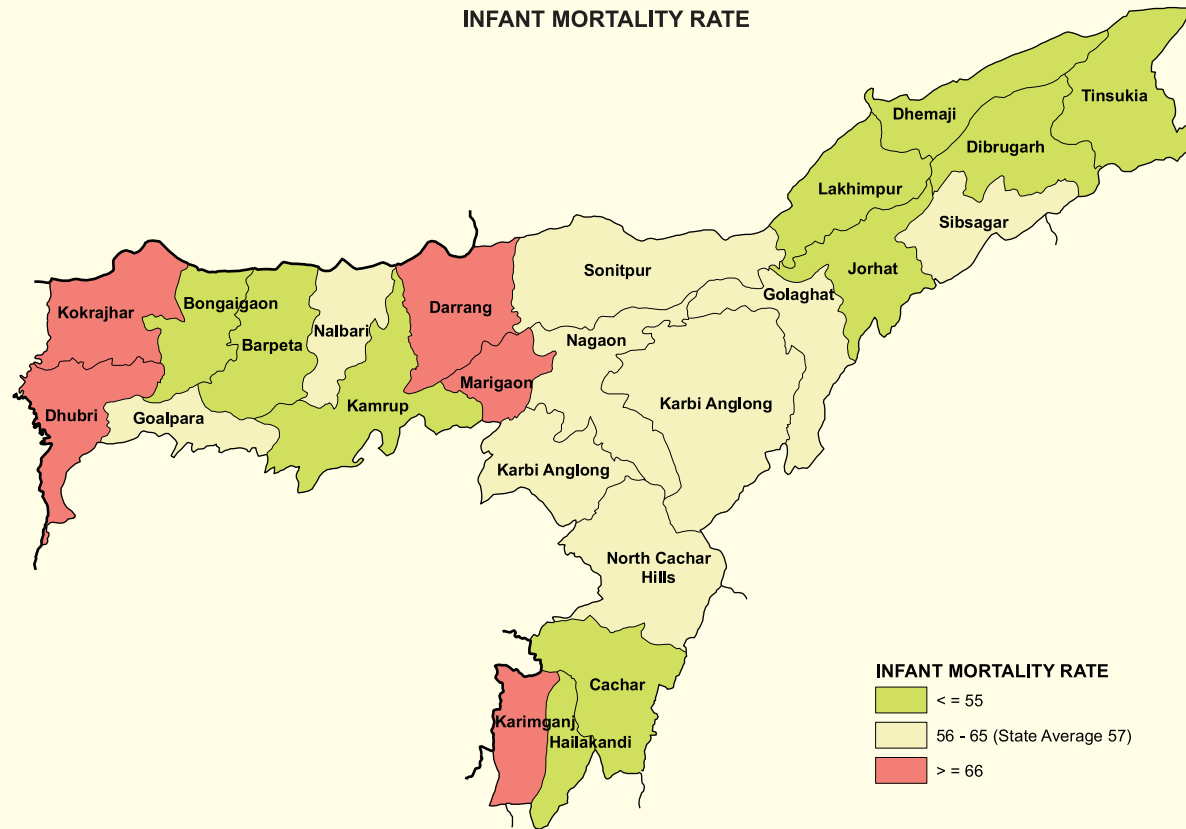 INFANT MORTALITY RATE
Tinsukia
Dhemaji
Dibrugarh
Lakhimpur
Sibsagar
Sonitpur
Jorhat
Golaghat
Kokrajhar
Bongaigaon
Darrang
Nalbari
Barpeta
Nagaon
Marigaon
Karbi Anglong
Kamrup
Dhubri
Goalpara
Karbi Anglong
North Cachar
Hills
Cachar
Karimganj
Hailakandi
INFANT MORTALITY RATE
< = 55
56 - 65 (State Average 57)
> = 66